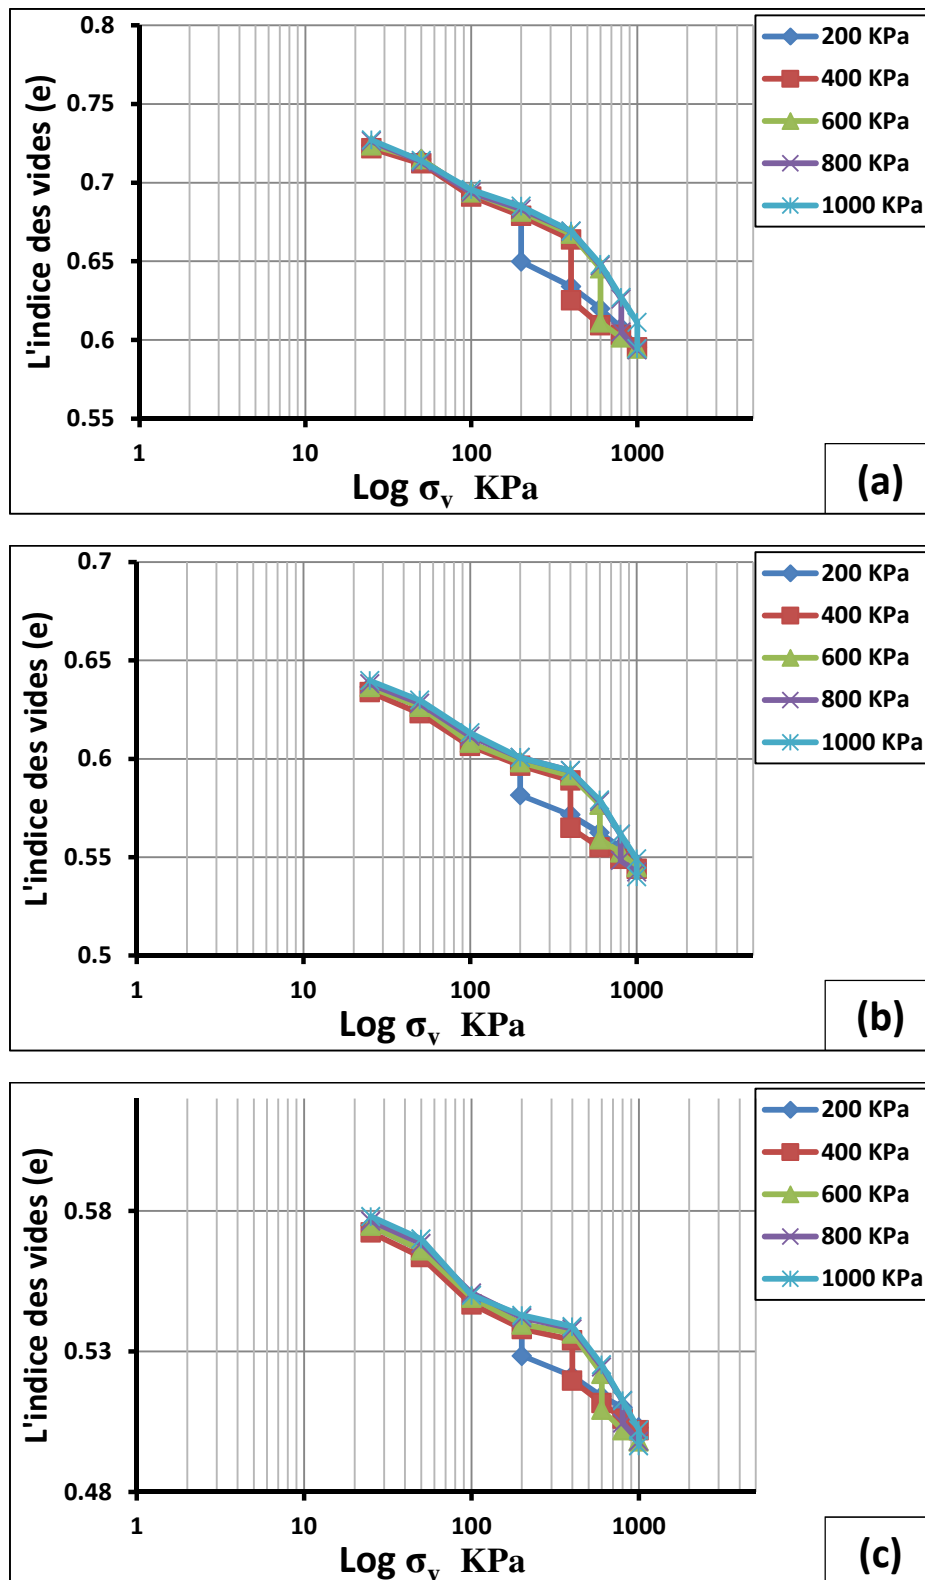 L'indice des vides (e)
0.8
0.75
0.7
0.65
0.6
0.55
1
10
100
1000
Log σv KPa
200 KPa
400 KPa
600 KPa
800 KPa
1000 KPa
(a)
L'indice des vides (e)
0.7
0.65
0.6
0.55
0.5
1
10
100
1000
Log σv KPa
200 KPa
400 KPa
600 KPa
800 KPa
1000 KPa
(b)
L'indice des vides (e)
0.58
0.53
0.48
1
10
100
1000
Log σv KPa
200 KPa
400 KPa
600 KPa
800 KPa
1000 KPa
(c)